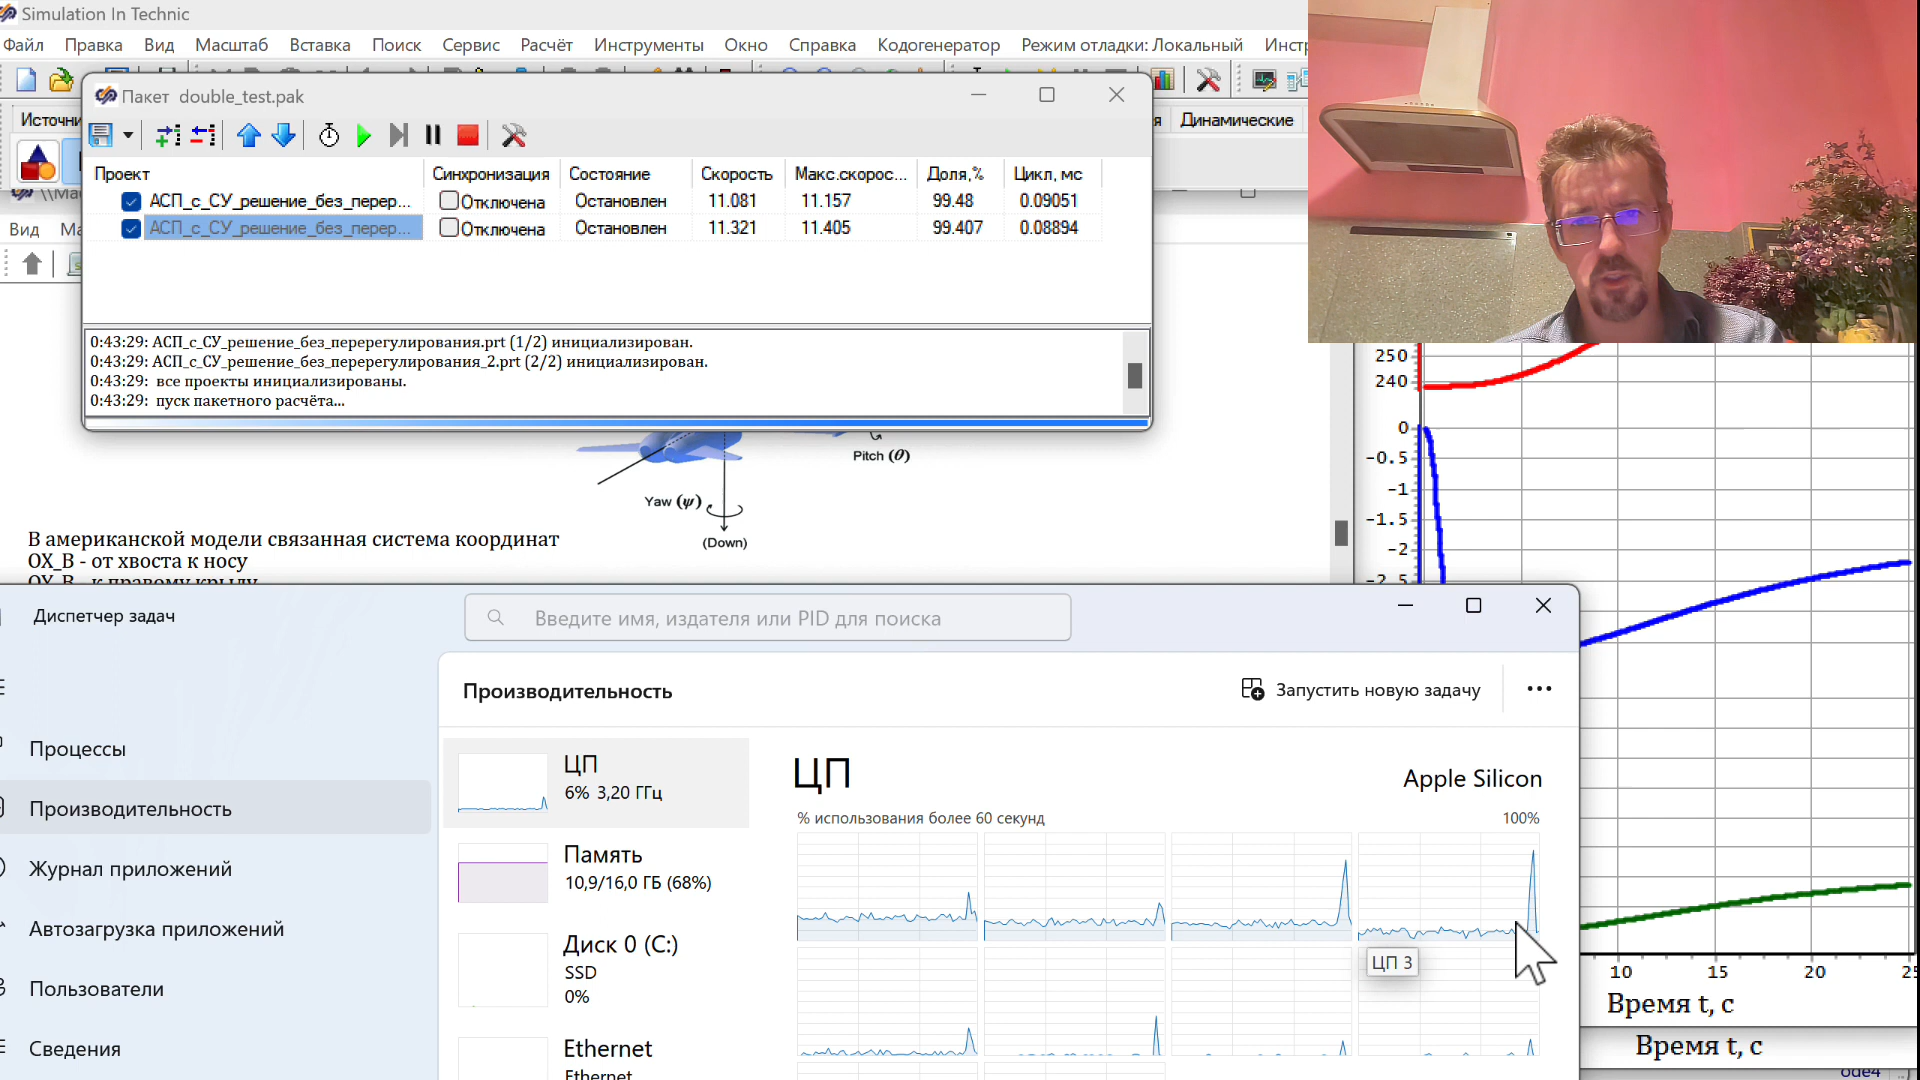 Simulation In Technic
Файл Правка Вид Масштаб Вставка Поиск Сервис Расчёт Инструменты Окно Справка Кодогенератор Режим отладки: Локальный
Динамические
Пакет double_test.pak
Проект Синхронизация Состояние Скорость Макс.скорос... Доля,% Цикл, мс
АСП_с_СУ_решение_без_перер... Отключена Остановлен 11.081 11.157 99.48 0.09051
АСП_с_СУ_решение_без_перер... Отключена Остановлен 11.321 11.405 99.407 0.08894
Вид
0:43:29: АСП_с_СУ_решение_без_перерегулирования.prt (1/2) инициализирован.
0:43:29: АСП_с_СУ_решение_без_перерегулирования_2.prt (2/2) инициализирован.
0:43:29: все проекты инициализированы.
0:43:29: пуск пакетного расчёта...
Pitch (θ)
Yaw (ψ)
(Down)
В американской модели связанная система координат
OX_B - от хвоста к носу
250
240
0
-0.5
-1
-1.5
-2
-2.5
10 15 20 25
Время t, с
Время t, с
ode4
Диспетчер задач
Введите имя, издателя или PID для поиска
Производительность
Запустить новую задачу
Процессы
Производительность
Журнал приложений
Автозагрузка приложений
Пользователи
Сведения
ЦП
6% 3,20 ГГц
Память
10,9/16,0 ГБ (68%)
Диск 0 (C:)
SSD
0%
Ethernet
Ethernet
ЦП
Apple Silicon
% использования более 60 секунд 100%
ЦП 3